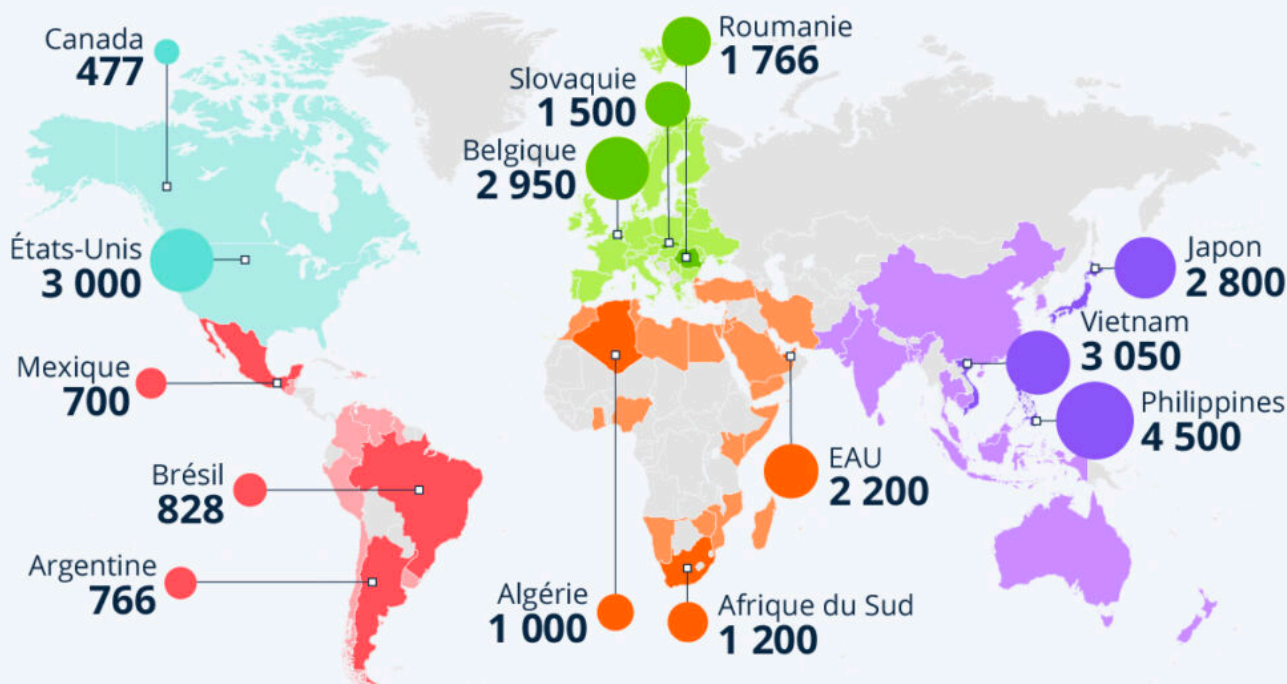 Canada
477
États-Unis
3 000
Mexique
700
Brésil
828
Argentine
766
Roumanie
1 766
Slovaquie
1 500
Belgique
2 950
Algérie
1 000
Afrique du Sud
1 200
EAU
2 200
Japon
2 800
Vietnam
3 050
Philippines
4 500